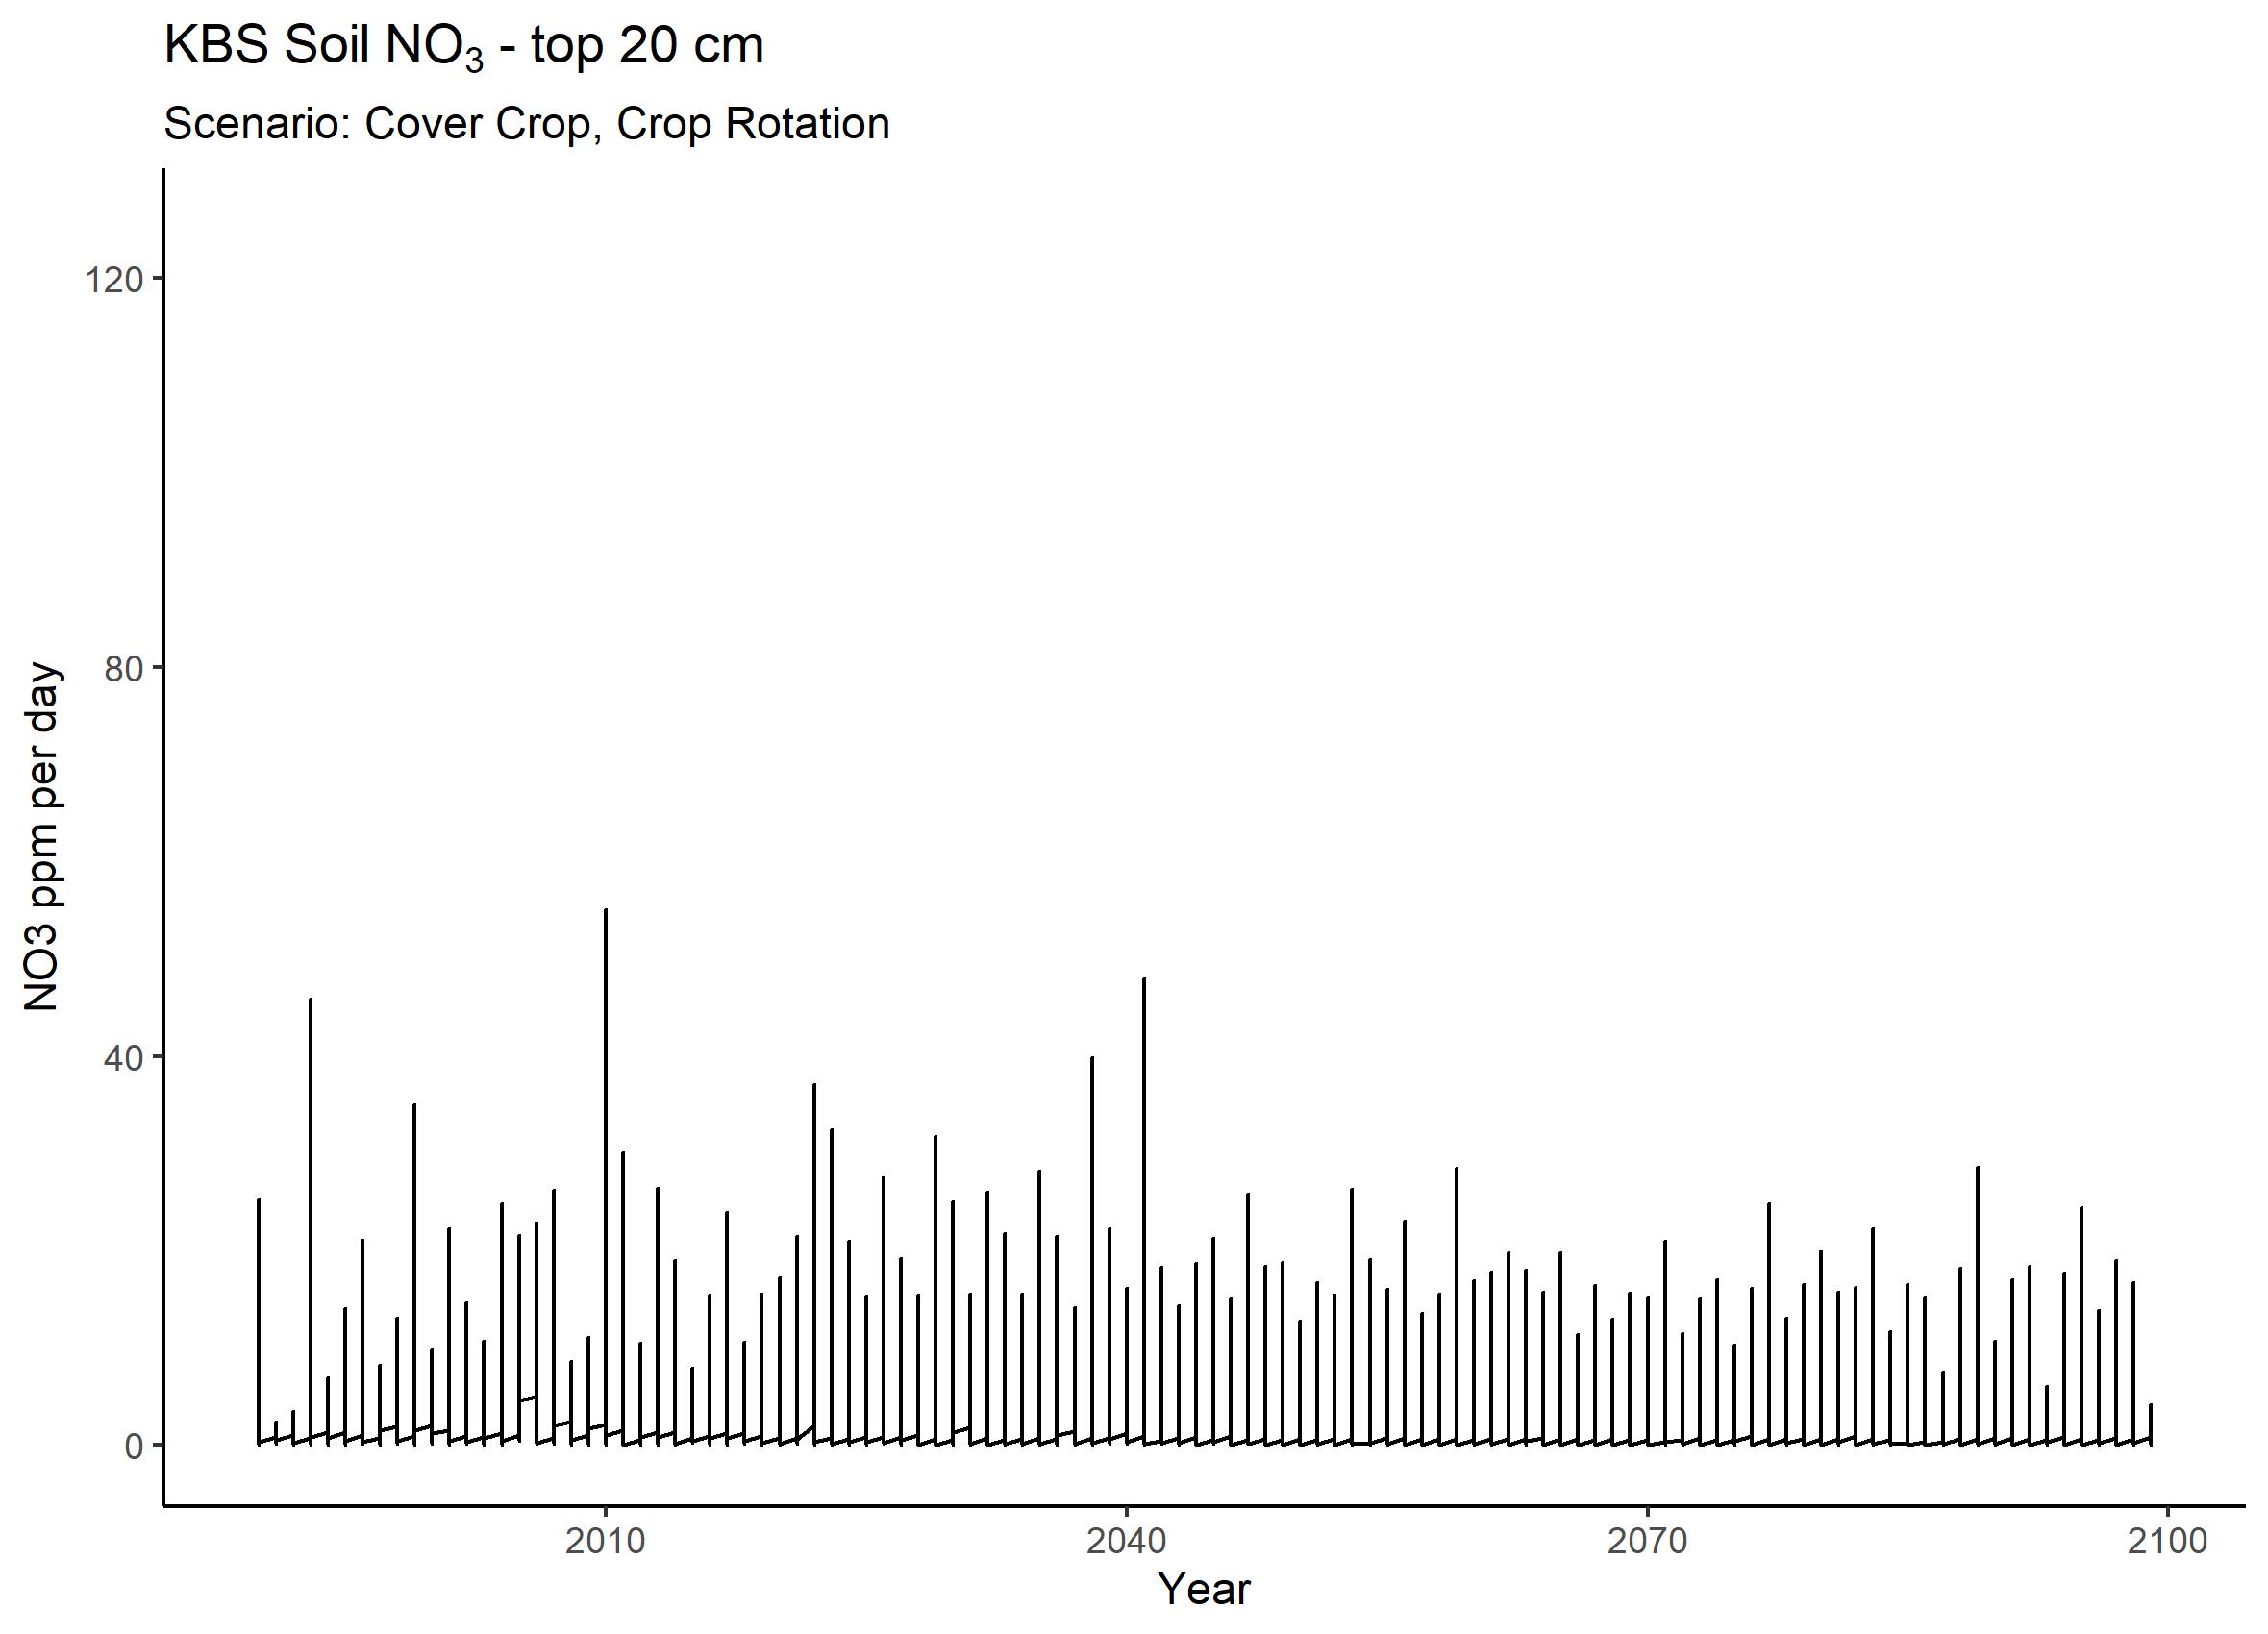 KBS Soil NO₃ - top 20 cm
Scenario: Cover Crop, Crop Rotation
NO3 ppm per day
120
80
40
0
2010 2040 2070 2100
Year